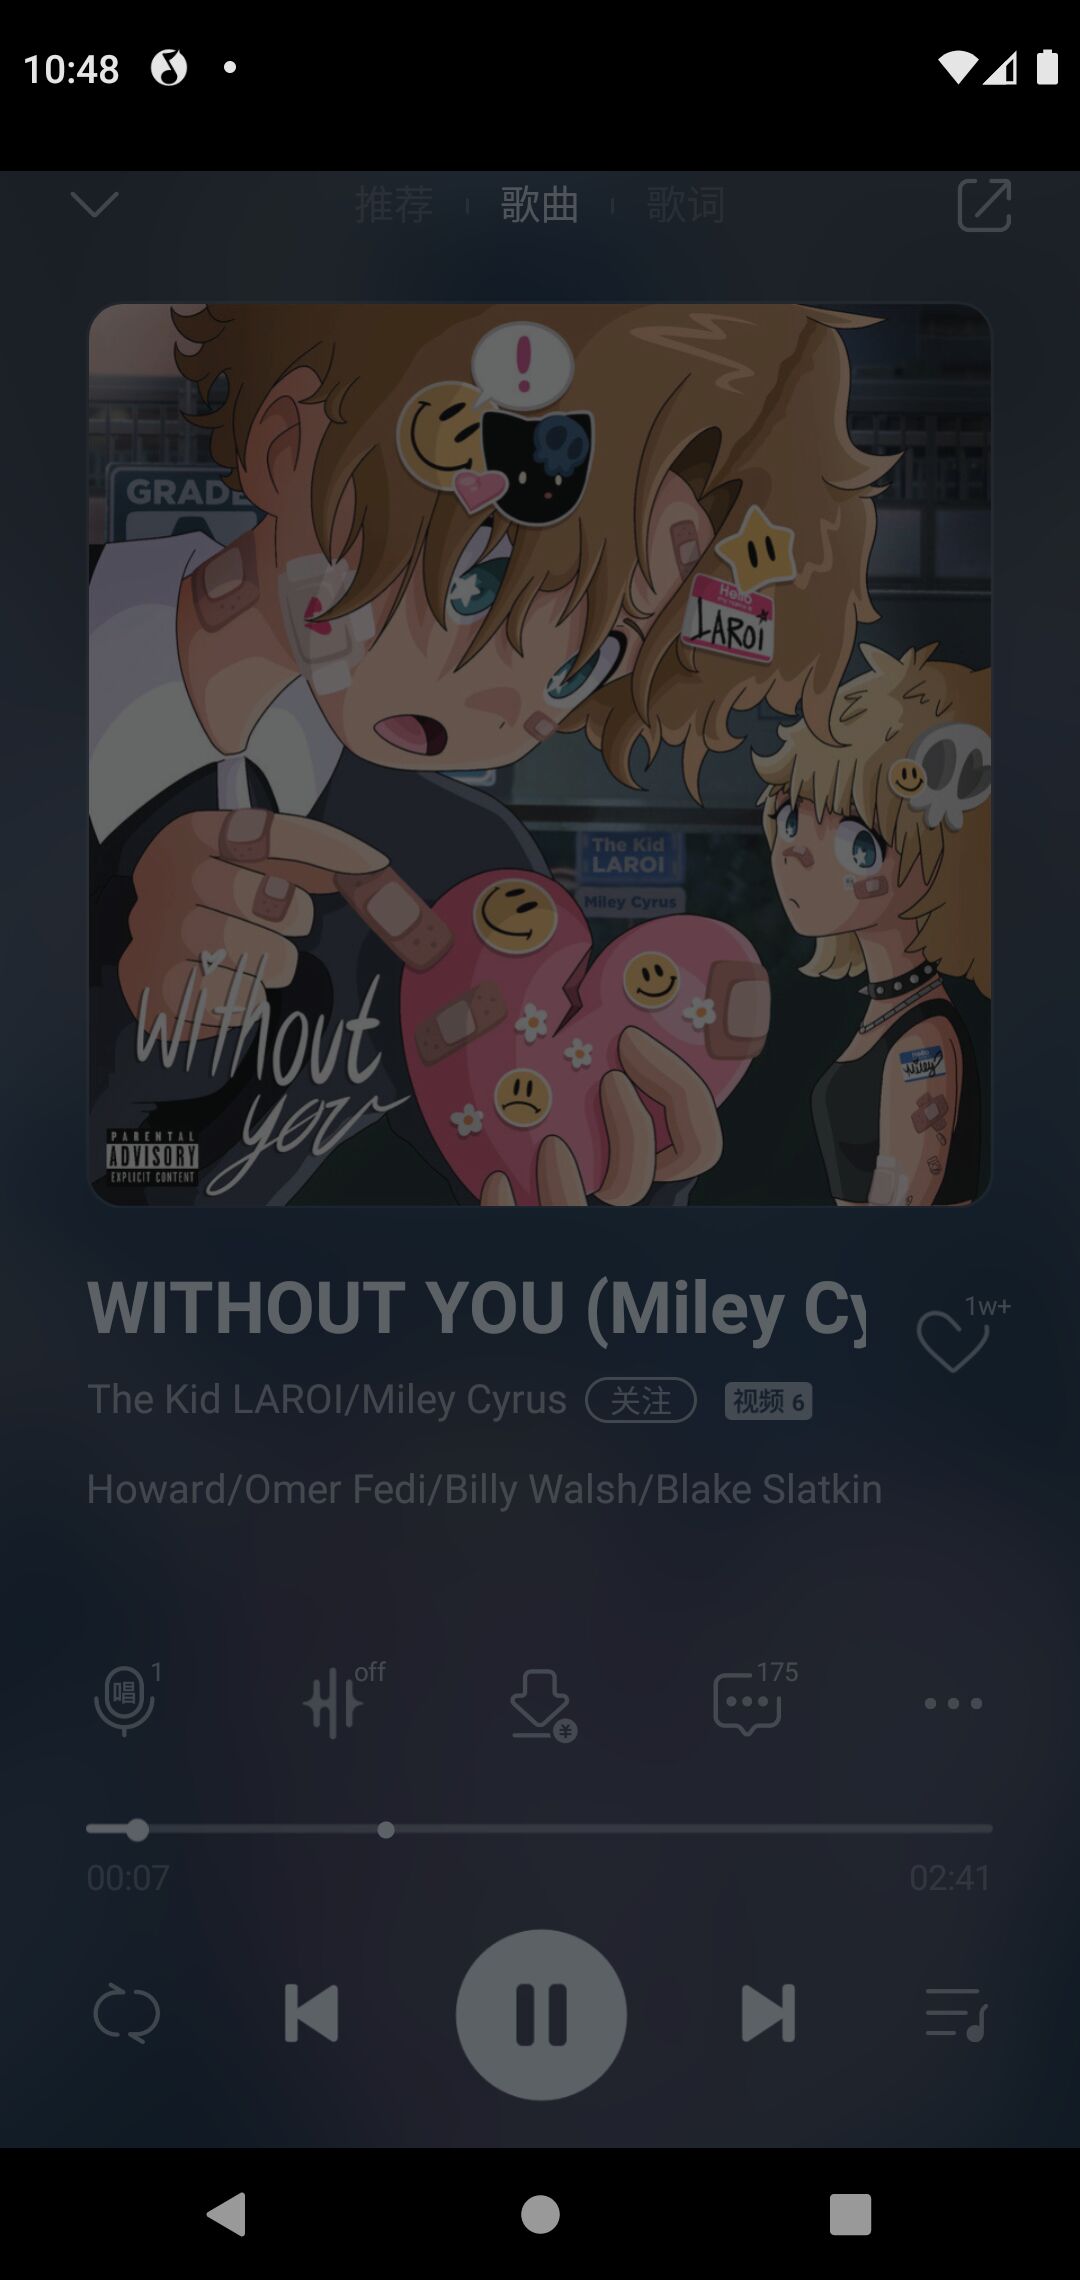 10:48
推荐 歌曲 歌词
GRADE
A
Hello
LAROI
The Kid
LAROI
Miley Cyrus
Miley
without
you
PARENTAL
ADVISORY
EXPLICIT CONTENT
WITHOUT YOU (Miley Cy
1w+
The Kid LAROI/Miley Cyrus 关注 视频 6
Howard/Omer Fedi/Billy Walsh/Blake Slatkin
唱 1 off ¥ 175
00:07 02:41